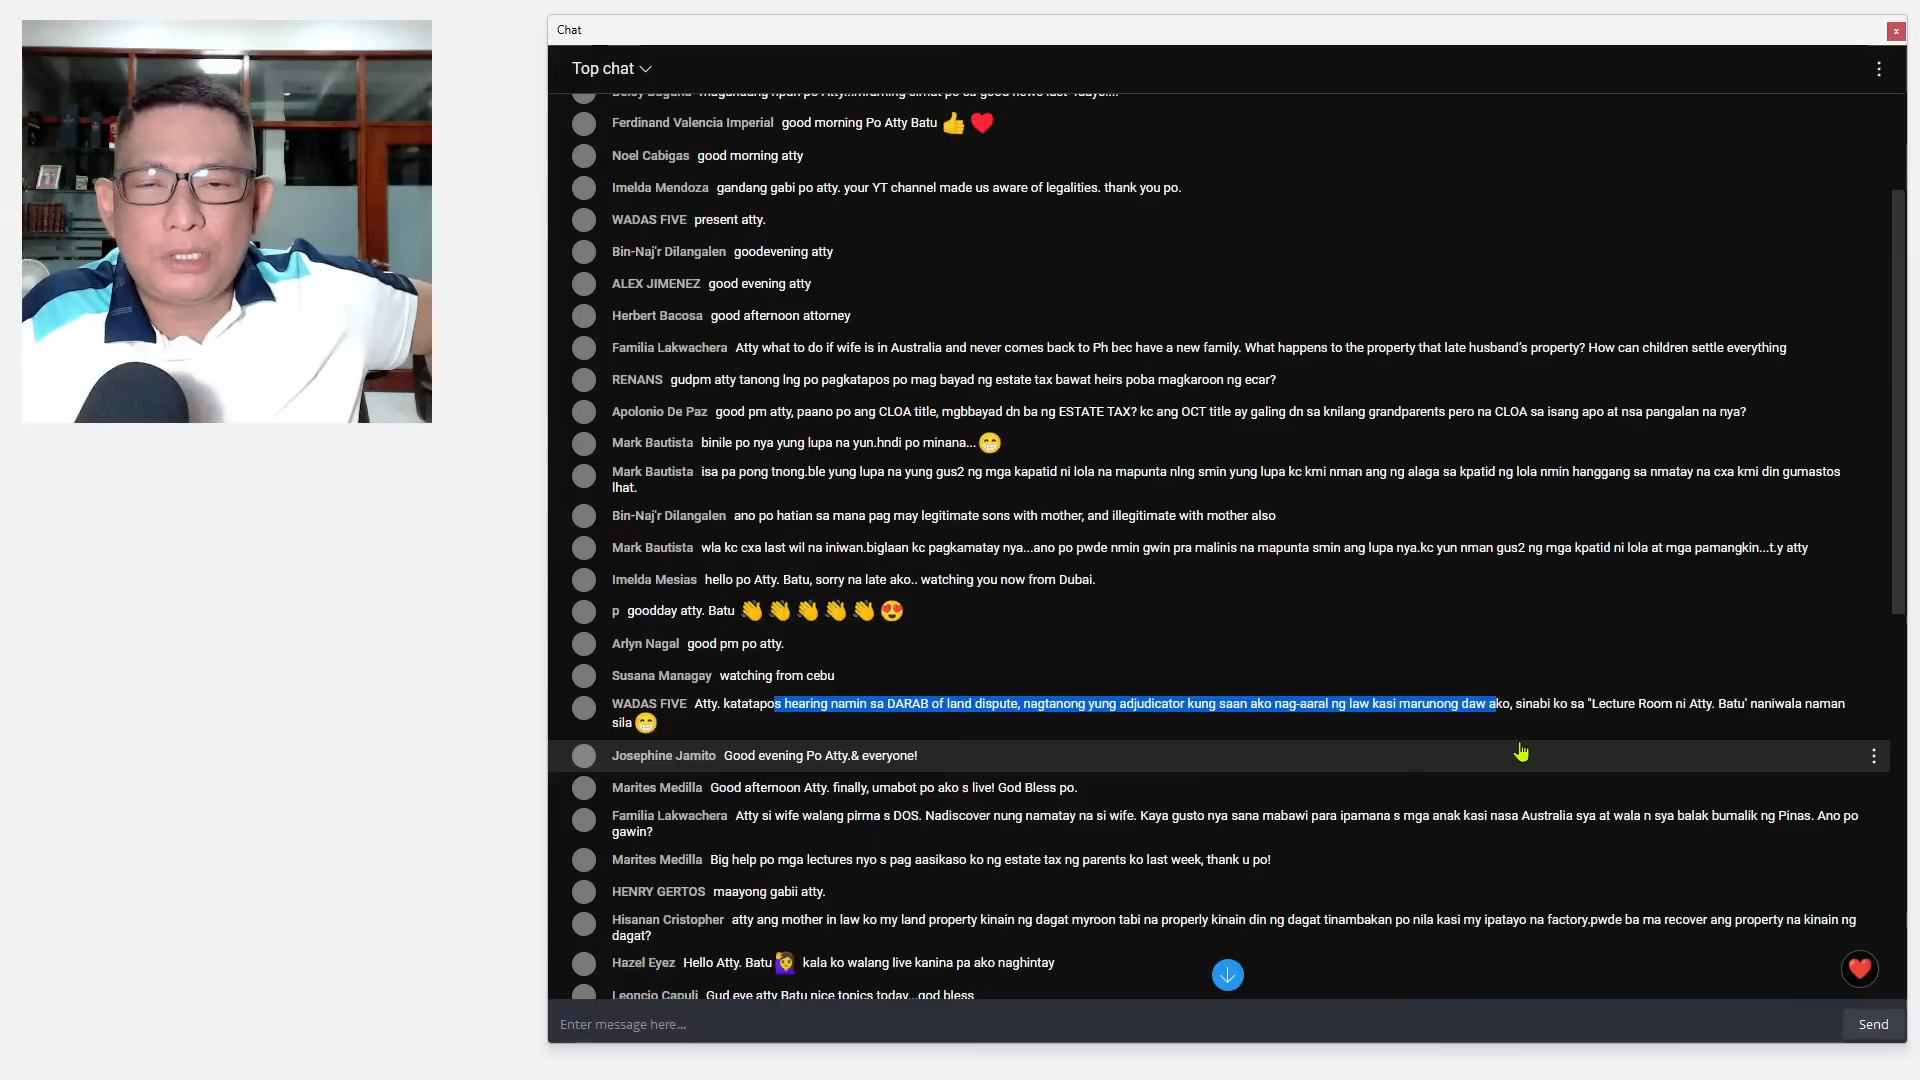 Chat
x
Top chat
Ferdinand Valencia Imperial good morning Po Atty Batu 👍❤️
Noel Cabigas good morning atty
Imelda Mendoza gandang gabi po atty. your YT channel made us aware of legalities. thank you po.
WADAS FIVE present atty.
Bin-Naj'r Dilangalen goodevening atty
ALEX JIMENEZ good evening atty
Herbert Bacosa good afternoon attorney
Familia Lakwachera Atty what to do if wife is in Australia and never comes back to Ph bec have a new family. What happens to the property that late husband's property? How can children settle everything
RENANS gudpm atty tanong lng po pagkatapos po mag bayad ng estate tax bawat heirs poba magkaroon ng ecar?
Apolonio De Paz good pm atty, paano po ang CLOA title, mgbbayad dn ba ng ESTATE TAX? kc ang OCT title ay galing dn sa knilang grandparents pero na CLOA sa isang apo at nsa pangalan na nya?
Mark Bautista binile po nya yung lupa na yun.hndi po minana... 😁
Mark Bautista isa pa pong tnong.ble yung lupa na yung gus2 ng mga kapatid ni lola na mapunta nlng smin yung lupa kc kmi nman ang ng alaga sa kpatid ng lola nmin hanggang sa nmatay na cxa kmi din gumastos
lhat.
Bin-Naj'r Dilangalen ano po hatian sa mana pag may legitimate sons with mother, and illegitimate with mother also
Mark Bautista wla kc cxa last wil na iniwan.biglaan kc pagkamatay nya...ano po pwde nmin gwin pra malinis na mapunta smin ang lupa nya.kc yun nman gus2 ng mga kpatid ni lola at mga pamangkin...t.y atty
Imelda Mesias hello po Atty. Batu, sorry na late ako.. watching you now from Dubai.
p goodday atty. Batu 👋👋👋👋👋😍
Arlyn Nagal good pm po atty.
Susana Managay watching from cebu
WADAS FIVE Atty. katatapos hearing namin sa DARAB of land dispute, nagtanong yung adjudicator kung saan ako nag-aaral ng law kasi marunong daw ako, sinabi ko sa "Lecture Room ni Atty. Batu' naniwala naman
sila 😁
Josephine Jamito Good evening Po Atty.& everyone!
Marites Medilla Good afternoon Atty. finally, umabot po ako s live! God Bless po.
Familia Lakwachera Atty si wife walang pirma s DOS. Nadiscover nung namatay na si wife. Kaya gusto nya sana mabawi para ipamana s mga anak kasi nasa Australia sya at wala n sya balak bumalik ng Pinas. Ano po
gawin?
Marites Medilla Big help po mga lectures nyo s pag aasikaso ko ng estate tax ng parents ko last week, thank u po!
HENRY GERTOS maayong gabii atty.
Hisanan Cristopher atty ang mother in law ko my land property kinain ng dagat myroon tabi na properly kinain din ng dagat tinambakan po nila kasi my ipatayo na factory.pwde ba ma recover ang property na kinain ng
dagat?
Hazel Eyez Hello Atty. Batu 🙋‍♀️ kala ko walang live kanina pa ako naghintay
Leoncio Capuli Gud eve atty Batu nice topics today...god bless
Enter message here...
Send